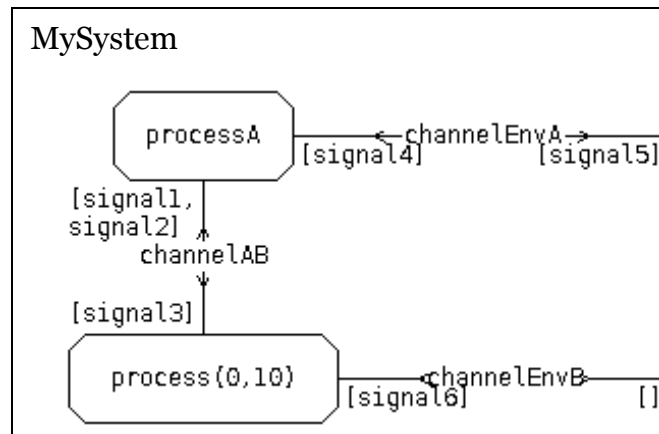 MySystem
processA
channelEnvA
[signal4]
[signal5]
[signal1,
signal2]
channelAB
[signal3]
process(0,10)
channelEnvB
[signal6]
[]